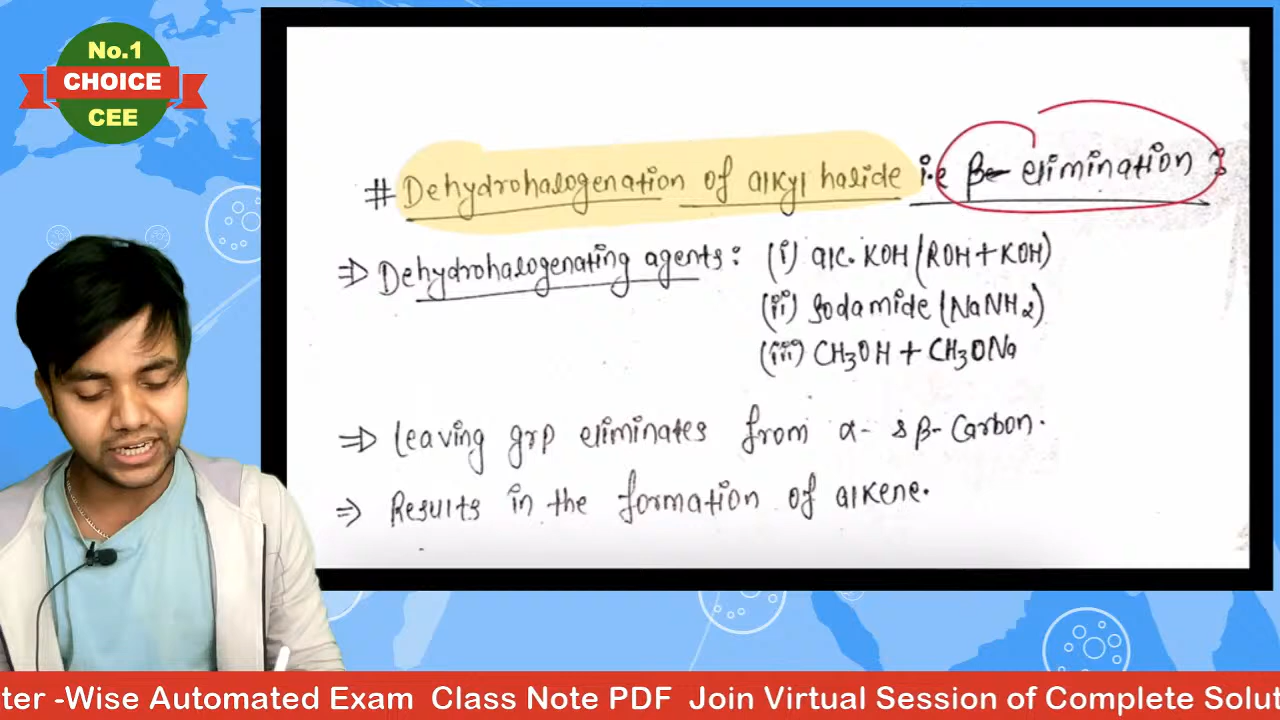 No.1
CHOICE
CEE
# Dehydrohalogenation of alkyl halide i.e β- elimination :
⇒ Dehydrohalogenating agents : (i) alc. KOH (ROH + KOH)
(ii) Sodamide (NaNH2)
(iii) CH3OH + CH3ONa
⇒ Leaving grp eliminates from α- & β- Carbon.
⇒ Results in the formation of alkene.
ter -Wise Automated Exam Class Note PDF Join Virtual Session of Complete Solut